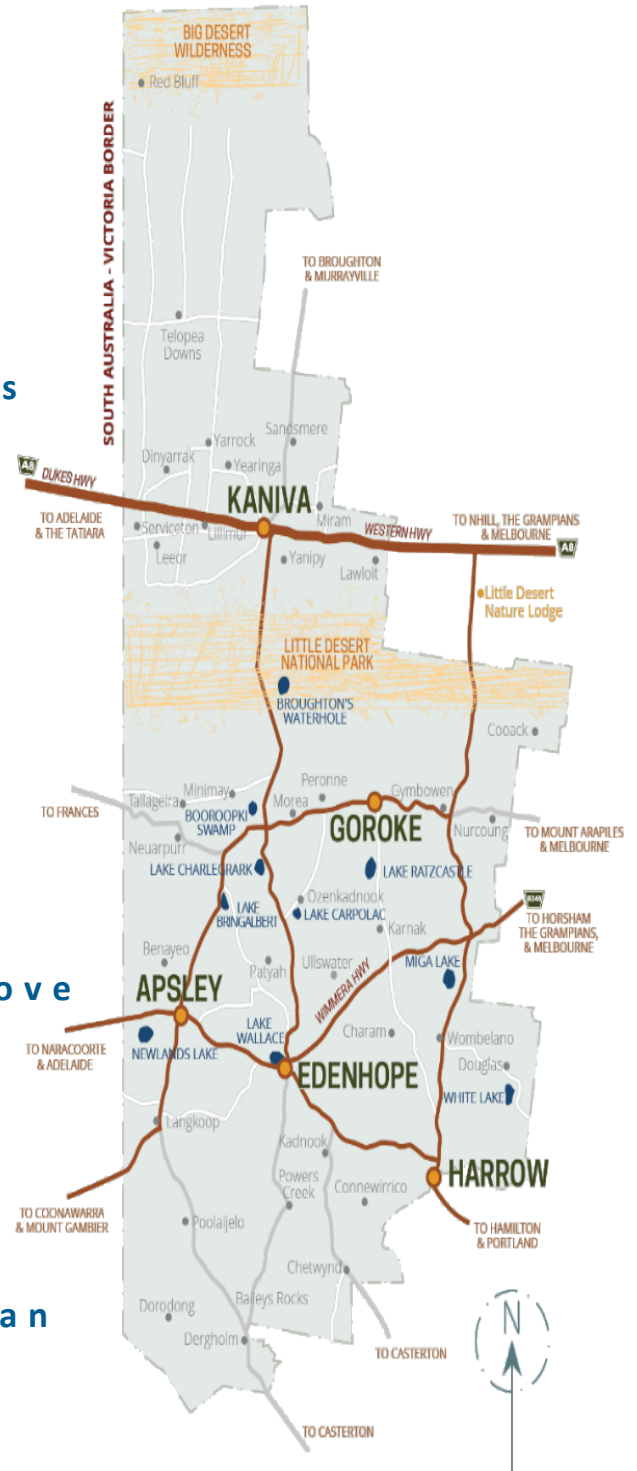 BIG DESERT
WILDERNESS
Red Bluff
SOUTH AUSTRALIA - VICTORIA BORDER
TO BROUGHTON
& MURRAYVILLE
Telopea
Downs
s
Sandsmere
Yarrock
Dinyarrak
Yearinga
A8
DUKES HWY
KANIVA
TO ADELAIDE
& THE TATIARA
Serviceton
Lillimur
Miram
WESTERN HWY
TO NHILL, THE GRAMPIANS
& MELBOURNE
A8
Leeor
Yanipy
Lawloit
Little Desert
Nature Lodge
LITTLE DESERT
NATIONAL PARK
BROUGHTON'S
WATERHOLE
Cooack
Peronne
Minimay
Gymbowen
Tallageira
Morea
TO FRANCES
BOOROOPKI
SWAMP
GOROKE
Nurcoung
TO MOUNT ARAPILES
& MELBOURNE
Neuarpurr
LAKE CHARLEGRARK
LAKE RATZCASTLE
Ozenkadnook
LAKE
BRINGALBERT
LAKE CARPOLAC
B240
TO HORSHAM
THE GRAMPIANS,
& MELBOURNE
Karnak
Benayeo
Patyah
Ullswater
MIGA LAKE
WIMMERA HWY
ove
APSLEY
LAKE
WALLACE
Charam
Wombelano
TO NARACOORTE
& ADELAIDE
NEWLANDS LAKE
EDENHOPE
Douglas
WHITE LAKE
Langkoop
Kadnook
HARROW
Powers
Creek
Connewirrico
TO COONAWARRA
& MOUNT GAMBIER
Poolaijelo
TO HAMILTON
& PORTLAND
Chetwynd
Baileys Rocks
Dorodong
an
Dergholm
N
TO CASTERTON
TO CASTERTON